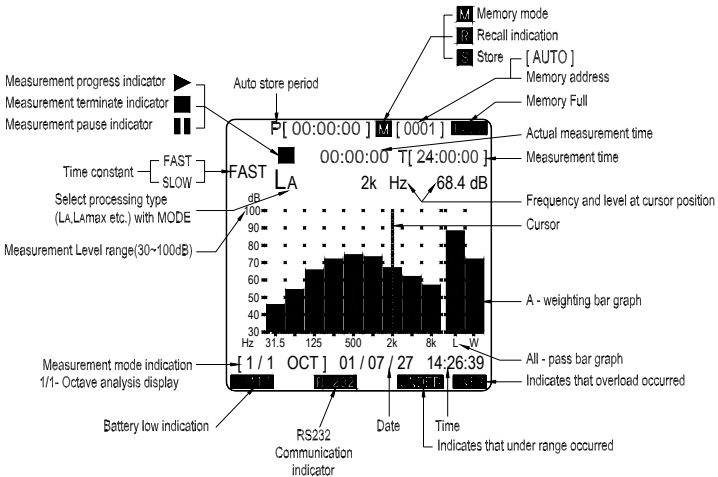 M Memory mode
R Recall indication
S Store
[ AUTO ]
Memory address
Memory Full
Measurement progress indicator
Measurement terminate indicator
Measurement pause indicator
Auto store period
P[ 00:00:00 ] M [ 0001 ]
Actual measurement time
00:00:00 T[ 24:00:00 ]
Measurement time
Time constant
FAST
SLOW
FAST LA 2k Hz 68.4 dB
Select processing type
(LA,LAmax etc.) with MODE
Frequency and level at cursor position
Cursor
Measurement Level range(30~100dB)
dB
100
90
80
70
60
50
40
30
A - weighting bar graph
Hz 31.5 125 500 2k 8k L W
All - pass bar graph
Measurement mode indication
1/1- Octave analysis display
[ 1 / 1 OCT ] 01 / 07 / 27 14:26:39
Indicates that overload occurred
Battery low indication
RS232
Communication
indicator
Date
Time
Indicates that under range occurred